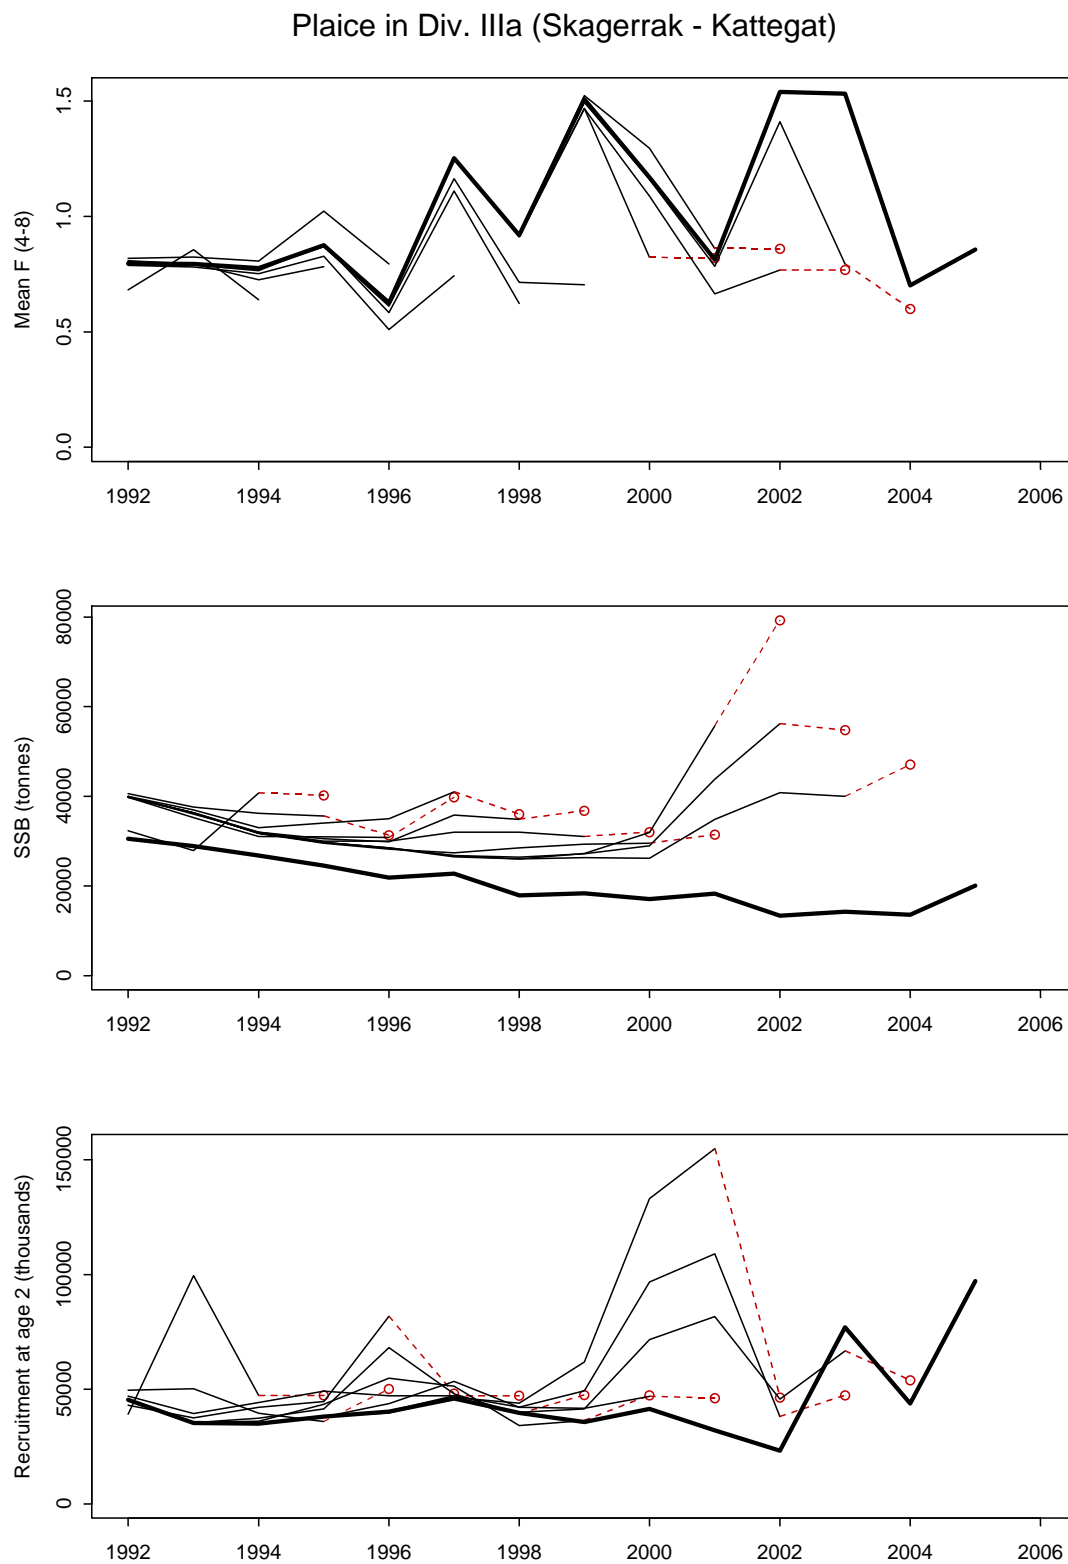 Plaice in Div. IIIa (Skagerrak - Kattegat)
Mean F (4-8)
1.5
1.0
0.5
0.0
1992 1994 1996 1998 2000 2002 2004 2006
SSB (tonnes)
80000
60000
40000
20000
0
1992 1994 1996 1998 2000 2002 2004 2006
Recruitment at age 2 (thousands)
150000
100000
50000
0
1992 1994 1996 1998 2000 2002 2004 2006